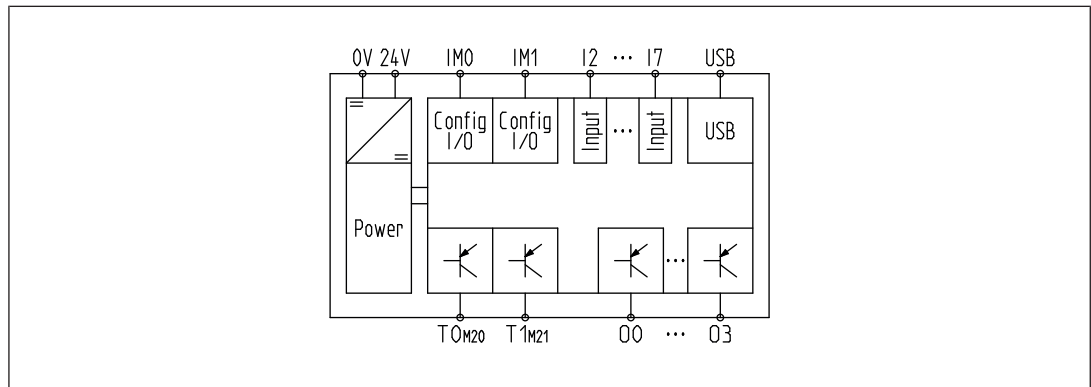 0V 24V IM0 IM1 I2 ... I7 USB
Config I/O Config I/O Input ... Input USB
Power
...
T0M20 T1M21 O0 ... O3